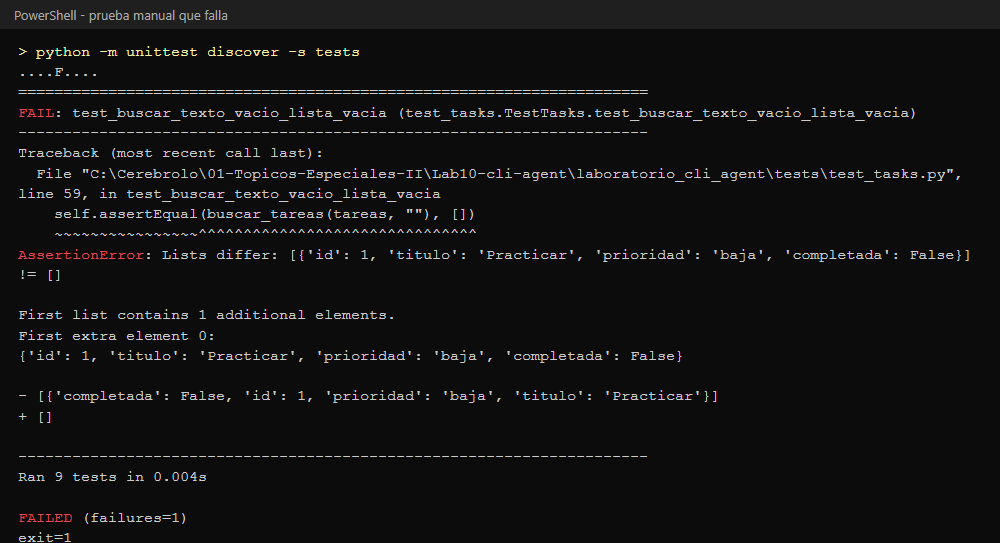 PowerShell - prueba manual que falla
> python -m unittest discover -s tests
....F....
======================================================================
FAIL: test_buscar_texto_vacio_lista_vacia (test_tasks.TestTasks.test_buscar_texto_vacio_lista_vacia)
----------------------------------------------------------------------
Traceback (most recent call last):
  File "C:\Cerebrolo\01-Topicos-Especiales-II\Lab10-cli-agent\laboratorio_cli_agent\tests\test_tasks.py",
line 59, in test_buscar_texto_vacio_lista_vacia
    self.assertEqual(buscar_tareas(tareas, ""), [])
    ~~~~~~~~~~~~~~~~^^^^^^^^^^^^^^^^^^^^^^^^^^^^^^^
AssertionError: Lists differ: [{'id': 1, 'titulo': 'Practicar', 'prioridad': 'baja', 'completada': False}]
!= []

First list contains 1 additional elements.
First extra element 0:
{'id': 1, 'titulo': 'Practicar', 'prioridad': 'baja', 'completada': False}

- [{'completada': False, 'id': 1, 'prioridad': 'baja', 'titulo': 'Practicar'}]
+ []

----------------------------------------------------------------------
Ran 9 tests in 0.004s

FAILED (failures=1)
exit=1